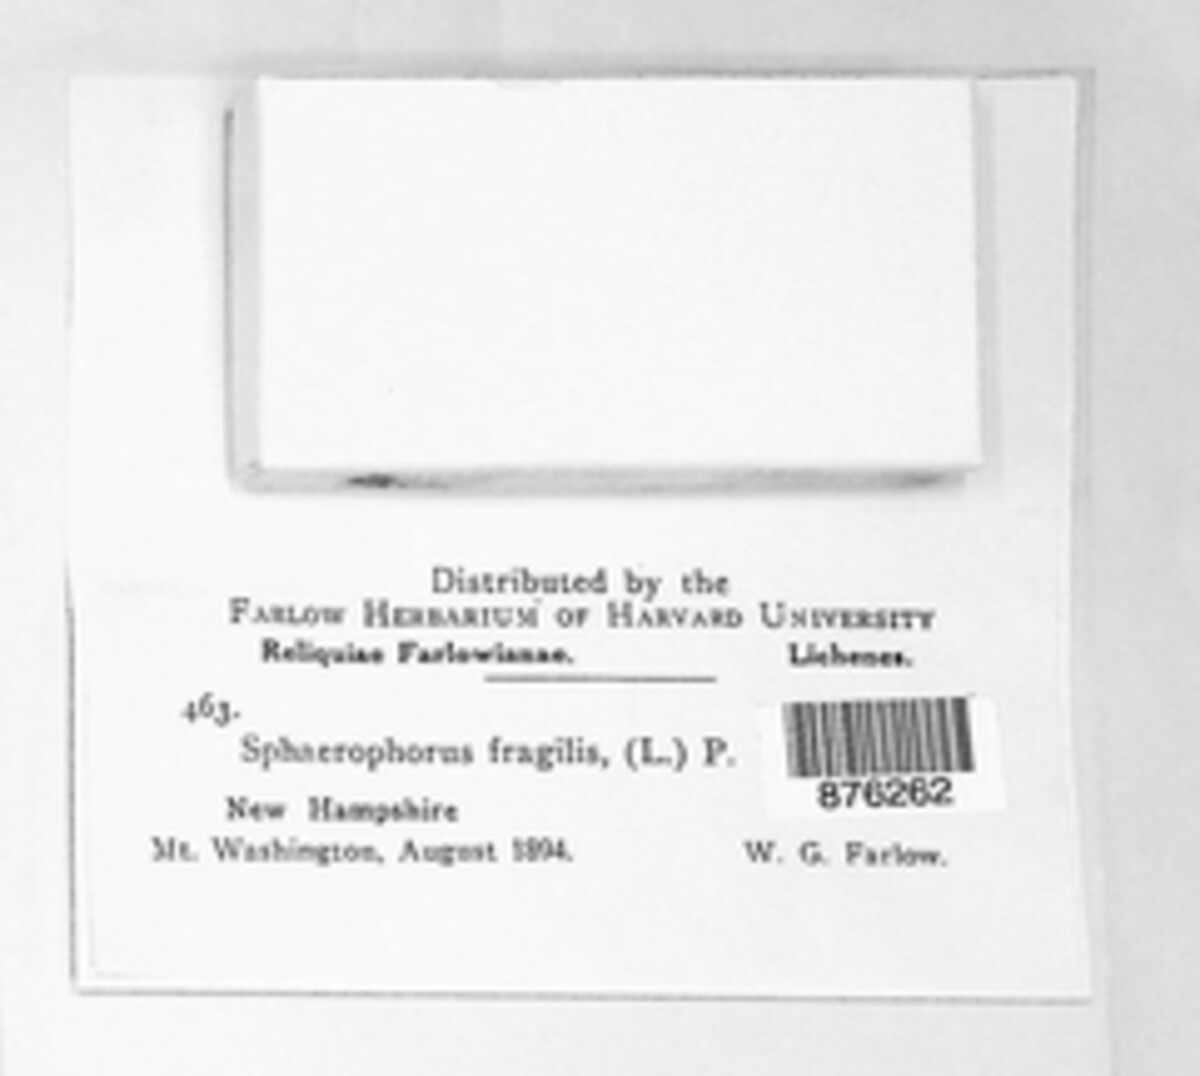 Distributed by the
FARLOW HERBARIUM OF HARVARD UNIVERSITY
Reliquiae Farlowianae. Lichenes.
463.
Sphaerophorus fragilis, (L.) P.
876262
New Hampshire
Mt. Washington, August 1894. W. G. Farlow.